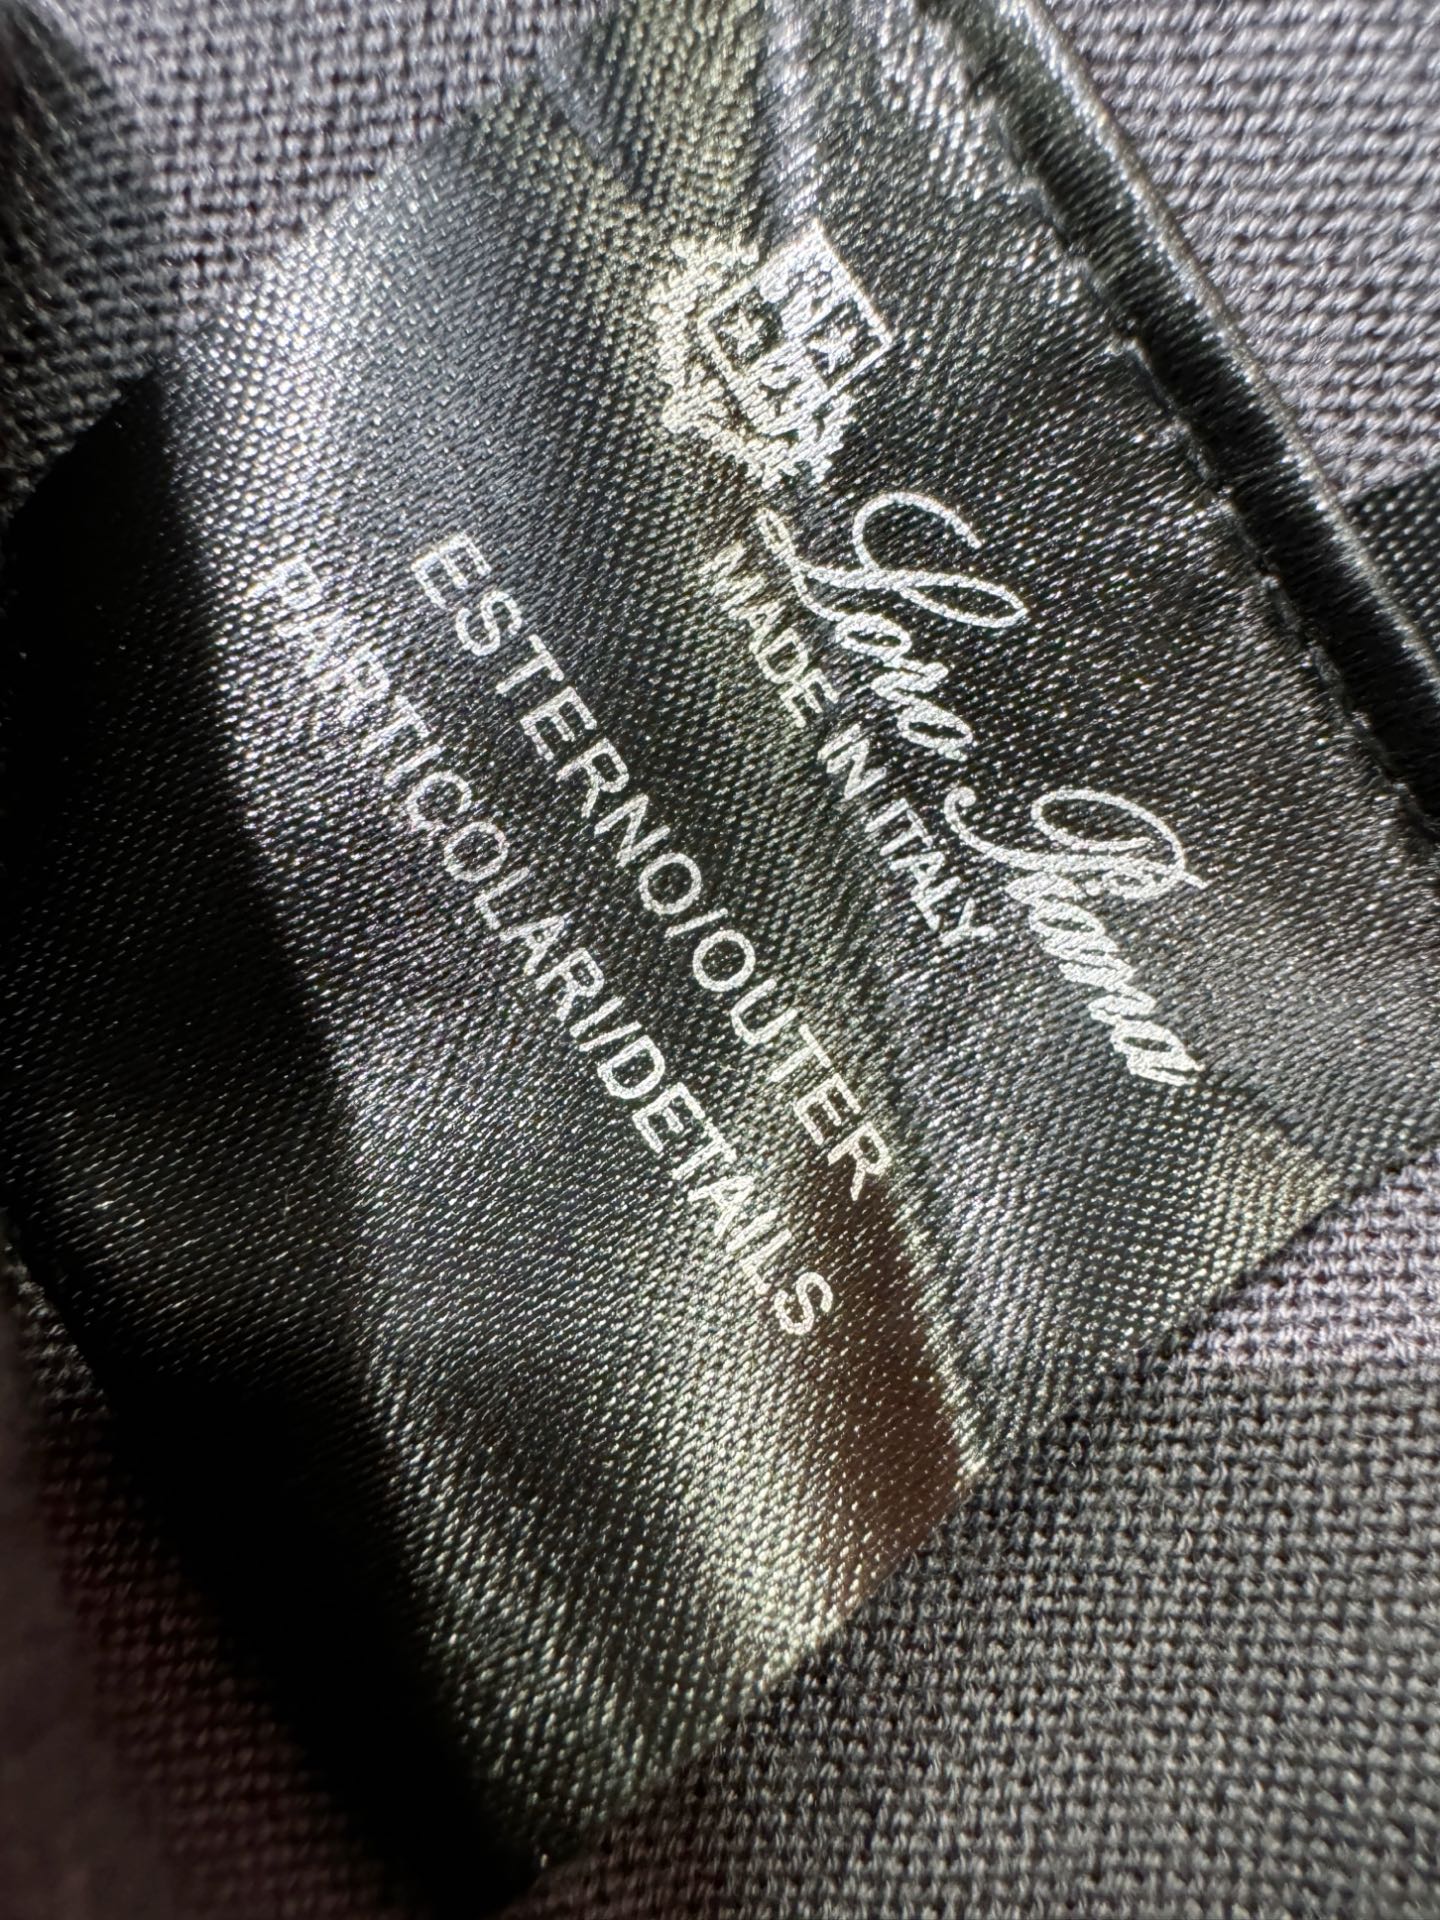 Loro Piana
MADE IN ITALY
ESTERNO/OUTER
PARTICOLARI/DETAILS